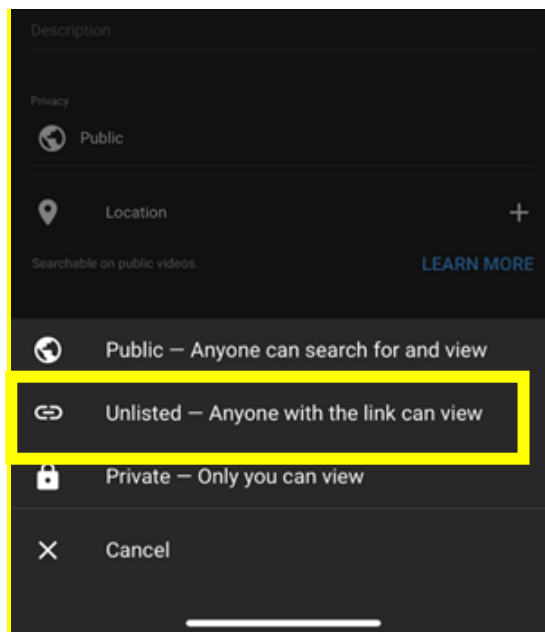 Description
Privacy
Public
Location
Searchable on public videos. LEARN MORE
Public — Anyone can search for and view
Unlisted — Anyone with the link can view
Private — Only you can view
Cancel